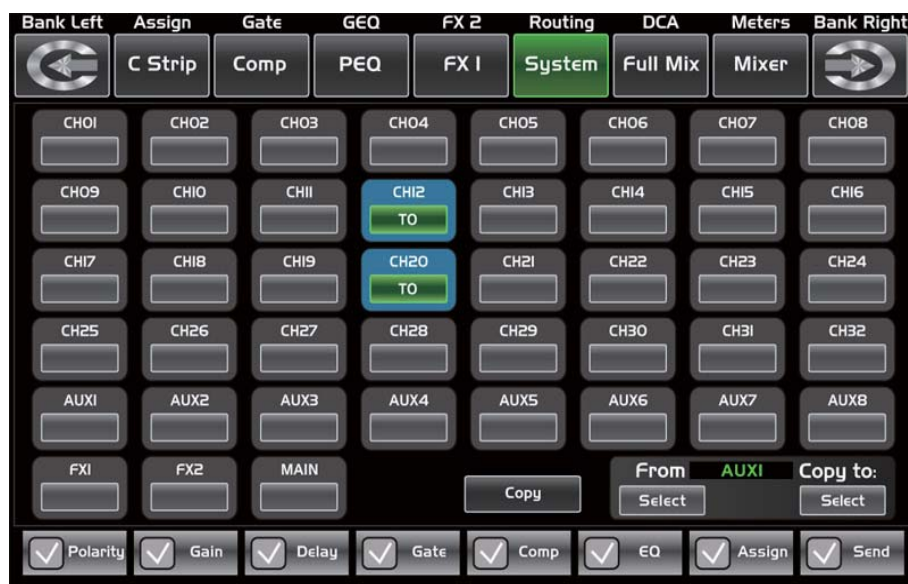 Bank Left Assign Gate GEQ FX 2 Routing DCA Meters Bank Right
C Strip Comp PEQ FX 1 System Full Mix Mixer
CH01 CH02 CH03 CH04 CH05 CH06 CH07 CH08
CH09 CH10 CH11 CH12 CH13 CH14 CH15 CH16
TO
CH17 CH18 CH19 CH20 CH21 CH22 CH23 CH24
TO
CH25 CH26 CH27 CH28 CH29 CH30 CH31 CH32
AUX1 AUX2 AUX3 AUX4 AUX5 AUX6 AUX7 AUX8
FX1 FX2 MAIN From AUX1 Copy to:
Copy Select Select
Polarity Gain Delay Gate Comp EQ Assign Send